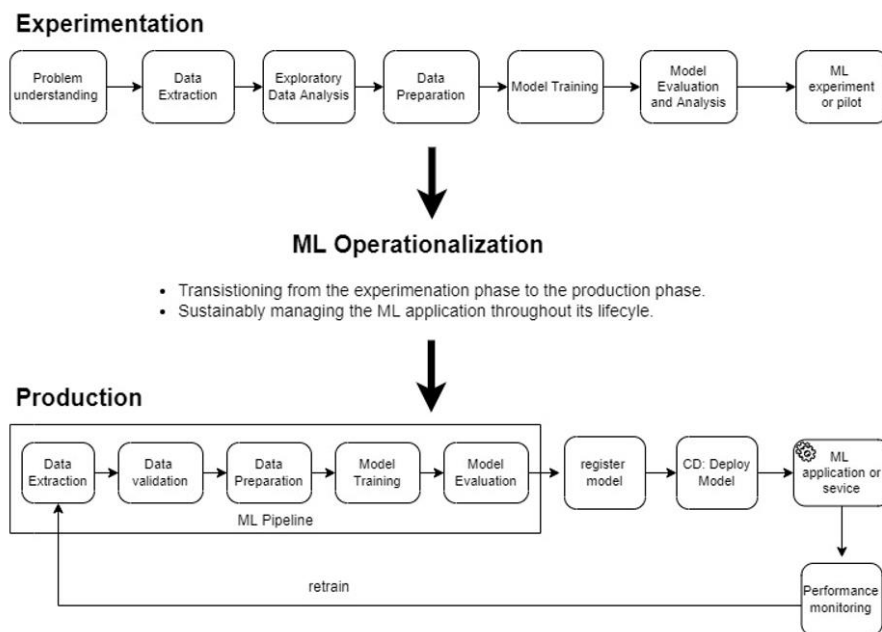 Experimentation
Problem
understanding
Data
Extraction
Exploratory
Data Analysis
Data
Preparation
Model Training
Model
Evaluation
and Analysis
ML
experiment
or pilot
ML Operationalization
• Transistioning from the experimenation phase to the production phase.
• Sustainably managing the ML application throughout its lifecyle.
Production
Data
Extraction
Data
validation
Data
Preparation
Model
Training
Model
Evaluation
ML Pipeline
register
model
CD: Deploy
Model
ML
application or
sevice
retrain
Performance
monitoring